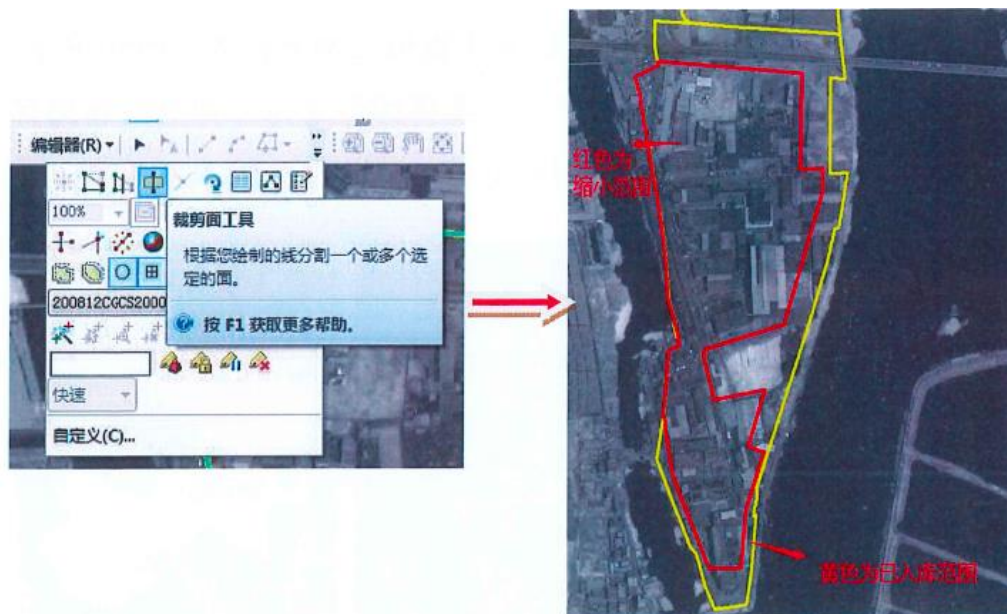 编辑器(R)
100%
裁剪面工具
根据您绘制的线分割一个或多个选
定的面。
200812CGCS2000
按 F1 获取更多帮助。
快速
自定义(C)...
红色为
缩小范围
黄色为已入库范围